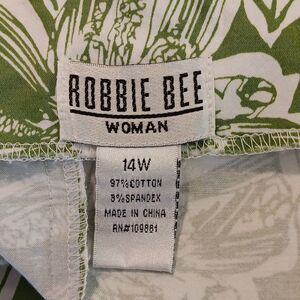 ROBBIE BEE
WOMAN
14W
97%COTTON
3%SPANDEX
MADE IN CHINA
RN#109881